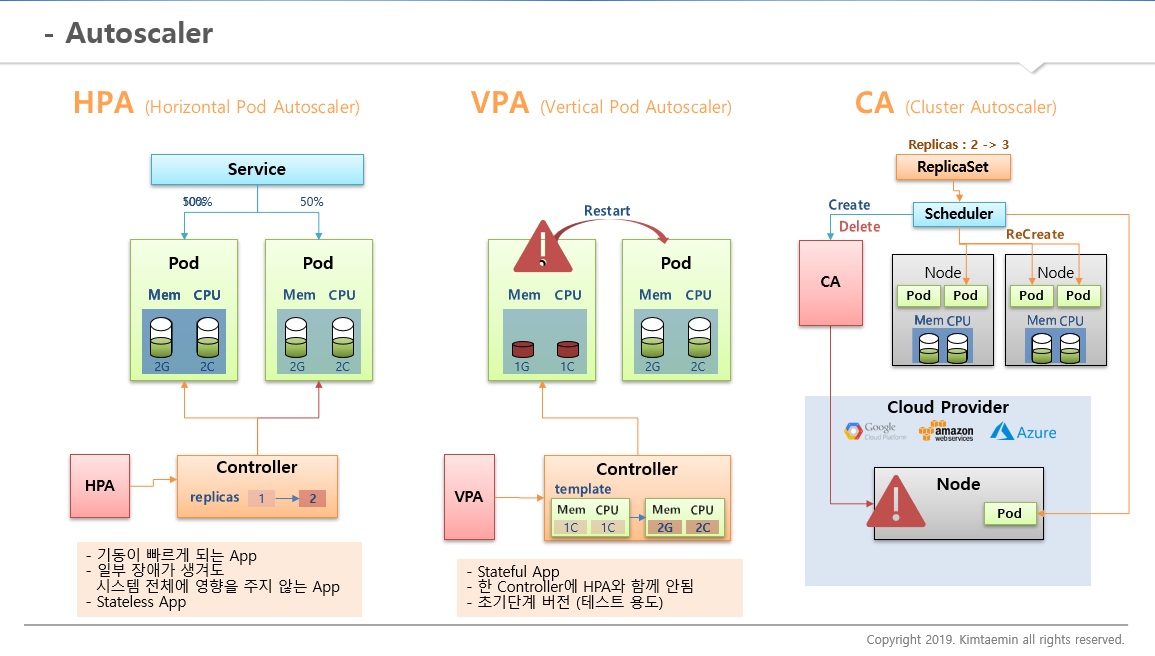 - Autoscaler
HPA (Horizontal Pod Autoscaler)
Service
50%
Pod
Mem CPU
2G 2C
Pod
Mem CPU
2G 2C
HPA
Controller
replicas 1 2
- 기동이 빠르게 되는 App
- 일부 장애가 생겨도
시스템 전체에 영향을 주지 않는 App
- Stateless App
VPA (Vertical Pod Autoscaler)
Restart
Mem CPU
1G 1C
Pod
Mem CPU
2G 2C
VPA
Controller
template
Mem CPU
1C 1C
Mem CPU
2G 2C
- Stateful App
- 한 Controller에 HPA와 함께 안됨
- 초기단계 버전 (테스트 용도)
CA (Cluster Autoscaler)
Replicas : 2 -> 3
ReplicaSet
Scheduler
Create
Delete
ReCreate
CA
Node
Pod Pod
Mem CPU
Node
Pod Pod
Mem CPU
Cloud Provider
Google
Cloud Platform
amazon
web services
Azure
Node
Pod
Copyright 2019. Kimtaemin all rights reserved.